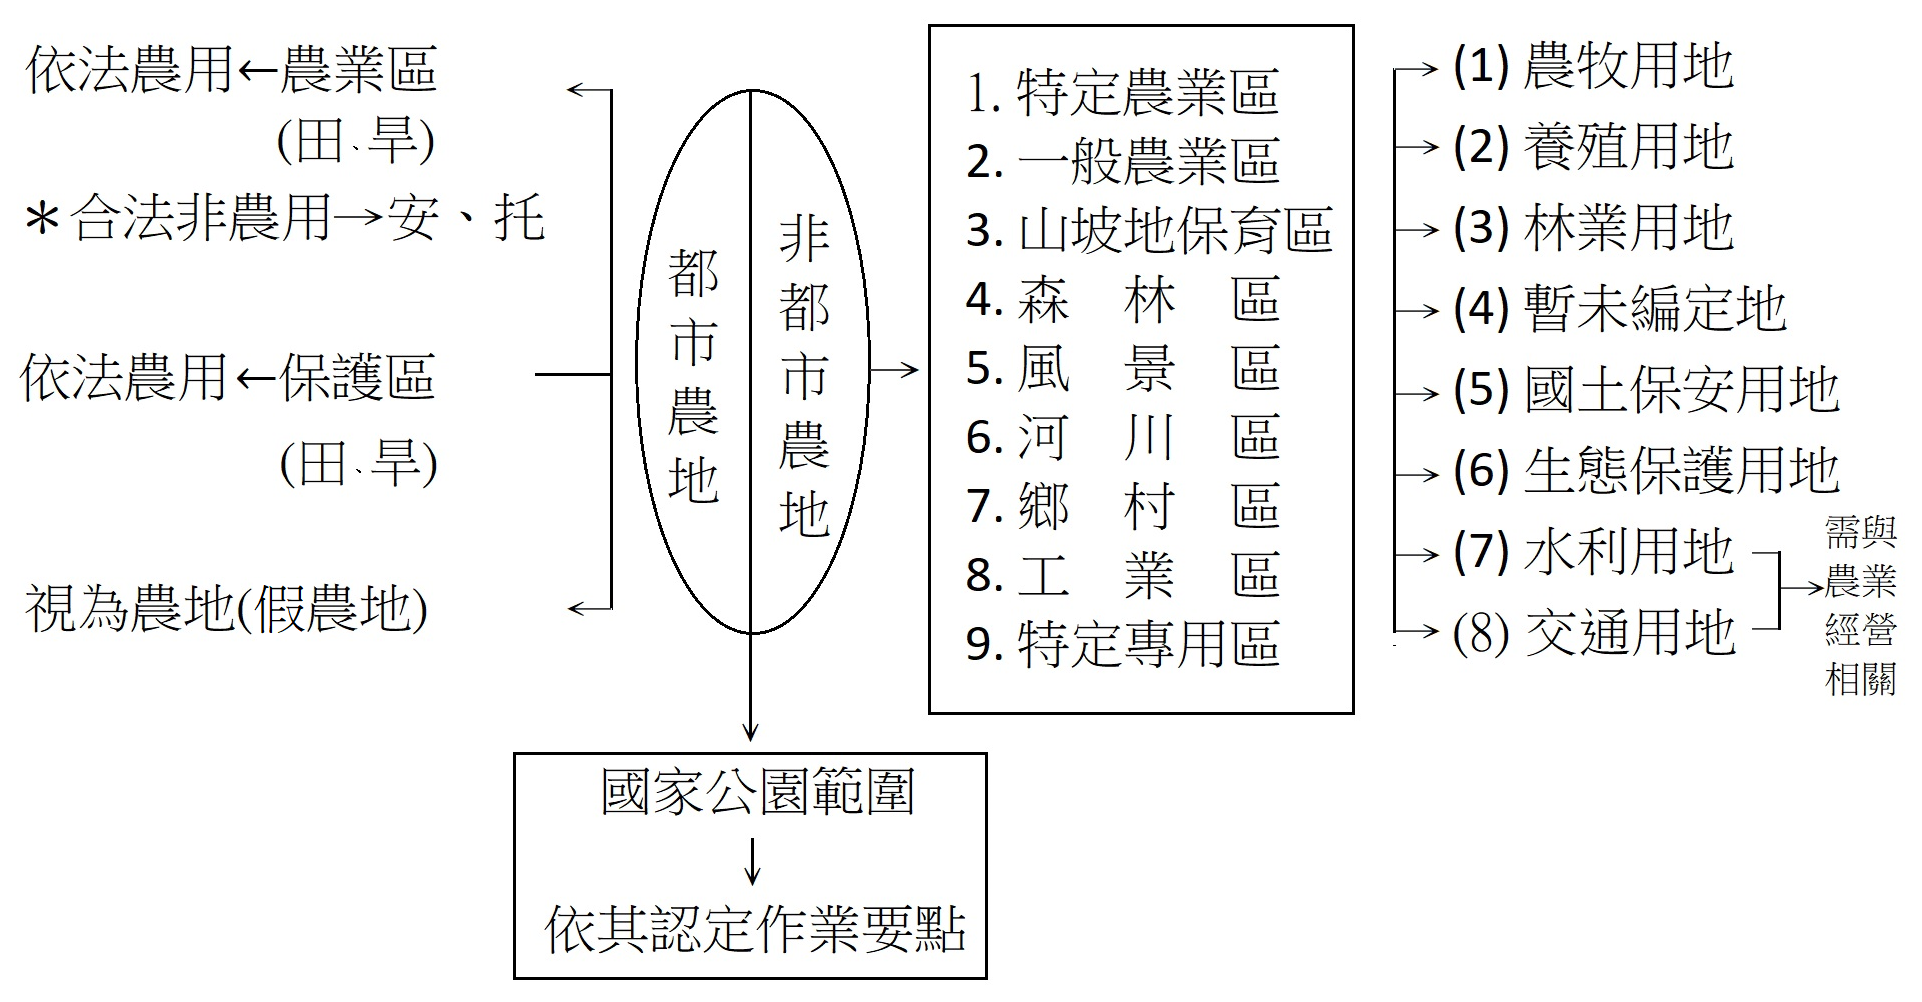 依法農用←農業區
(田、旱)
＊合法非農用→安、托
依法農用←保護區
(田、旱)
視為農地(假農地)
都市農地
非都市農地
1. 特定農業區
2. 一般農業區
3. 山坡地保育區
4. 森 林 區
5. 風 景 區
6. 河 川 區
7. 鄉 村 區
8. 工 業 區
9. 特定專用區
(1) 農牧用地
(2) 養殖用地
(3) 林業用地
(4) 暫未編定地
(5) 國土保安用地
(6) 生態保護用地
(7) 水利用地
(8) 交通用地
需與
農業
經營
相關
國家公園範圍
依其認定作業要點